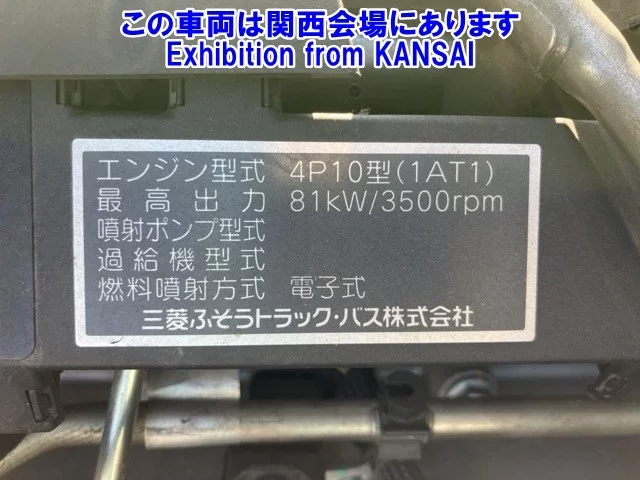 この車両は関西会場にあります
Exhibition from KANSAI
エンジン型式 4P10型(1AT1)
最高出力 81kW/3500rpm
噴射ポンプ型式
過給機型式
燃料噴射方式 電子式
三菱ふそうトラック・バス株式会社